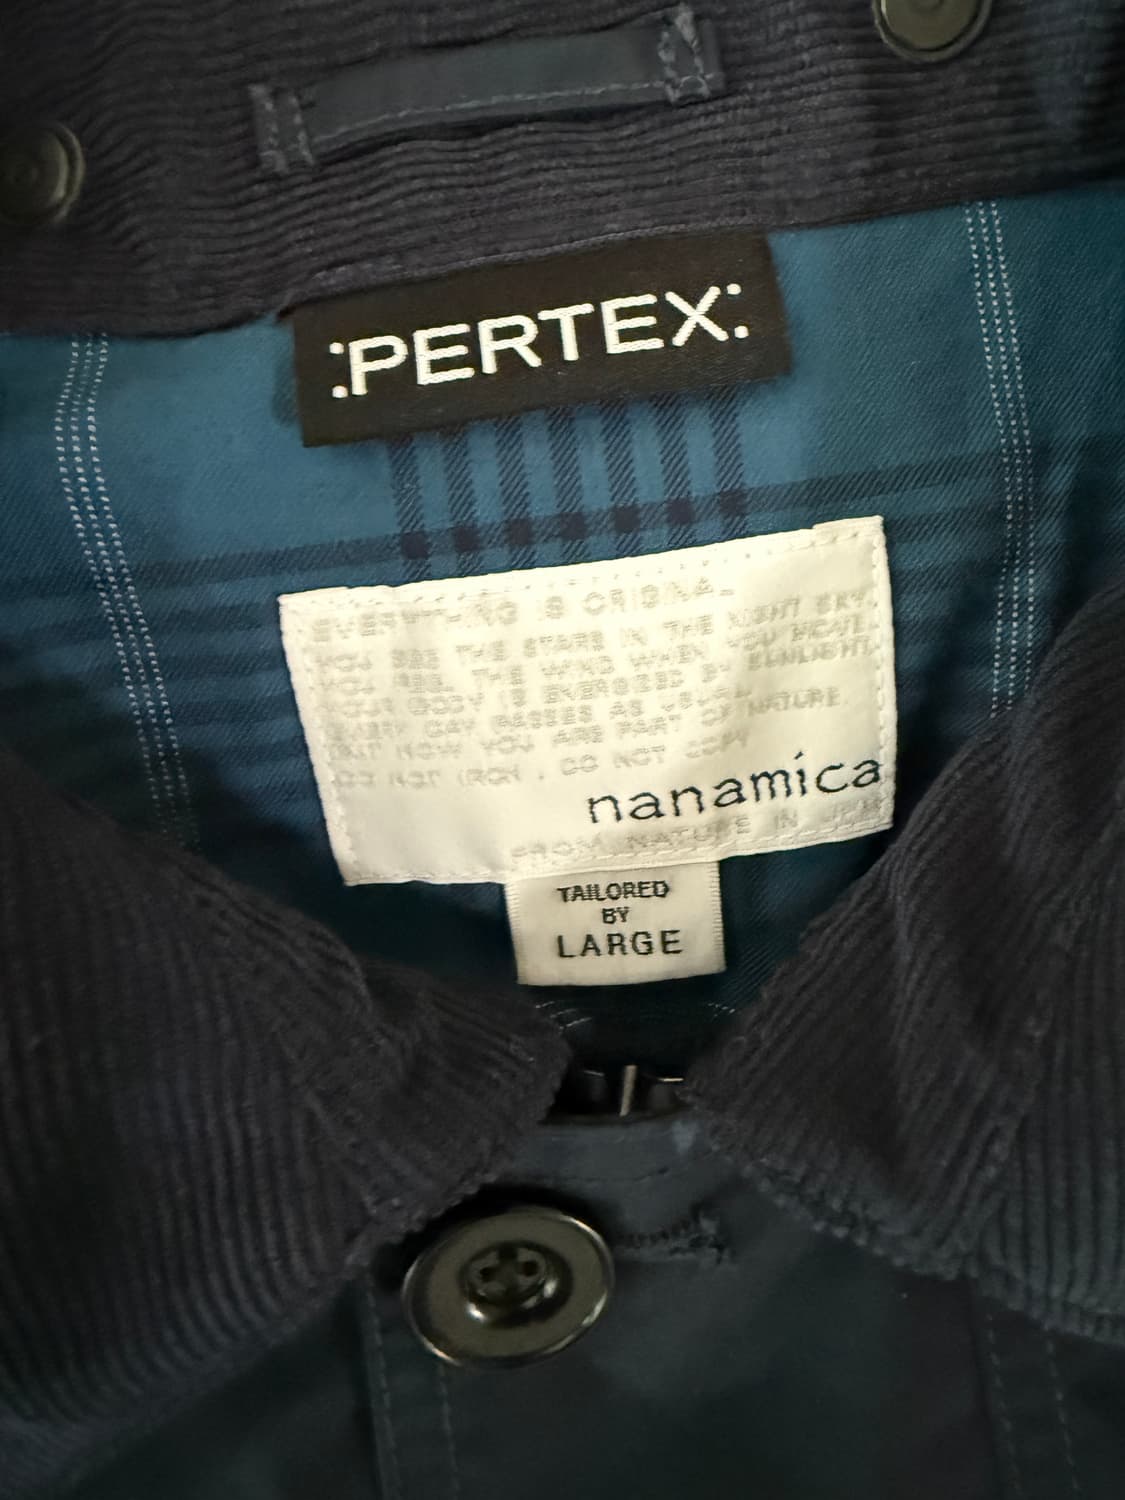 :PERTEX:
EVERYTHING IS ORIGINAL
YOU SEE THE STARS IN THE NIGHT SKY.
YOU FEEL THE WIND WHEN YOU MOVE.
YOUR BODY IS ENERGIZED BY SUNLIGHT.
EVERY DAY PASSES AS USUAL
BUT NOW YOU ARE PART OF NATURE.
DO NOT IRON . DO NOT COPY
nanamica
FROM NATURE IN
TAILORED
BY
LARGE